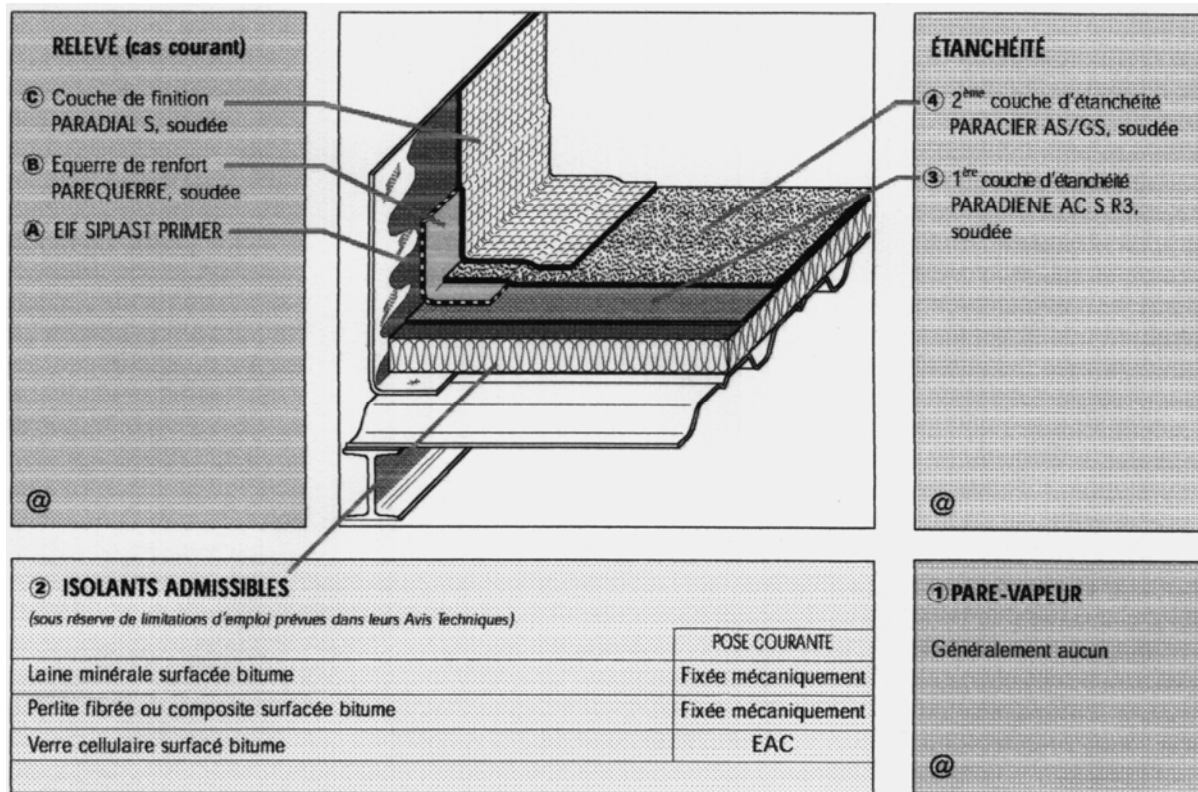 RELEVÉ (cas courant)
Ⓒ Couche de finition
PARADIAL S, soudée
Ⓑ Equerre de renfort
PAREQUERRE, soudée
Ⓐ EIF SIPLAST PRIMER
@
ÉTANCHÉITÉ
④ 2ème couche d'étanchéité
PARACIER AS/GS, soudée
③ 1ère couche d'étanchéité
PARADIENE AC S R3,
soudée
@
② ISOLANTS ADMISSIBLES
(sous réserve de limitations d'emploi prévues dans leurs Avis Techniques)
POSE COURANTE
Laine minérale surfacée bitume Fixée mécaniquement
Perlite fibrée ou composite surfacée bitume Fixée mécaniquement
Verre cellulaire surfacé bitume EAC
① PARE-VAPEUR
Généralement aucun
@